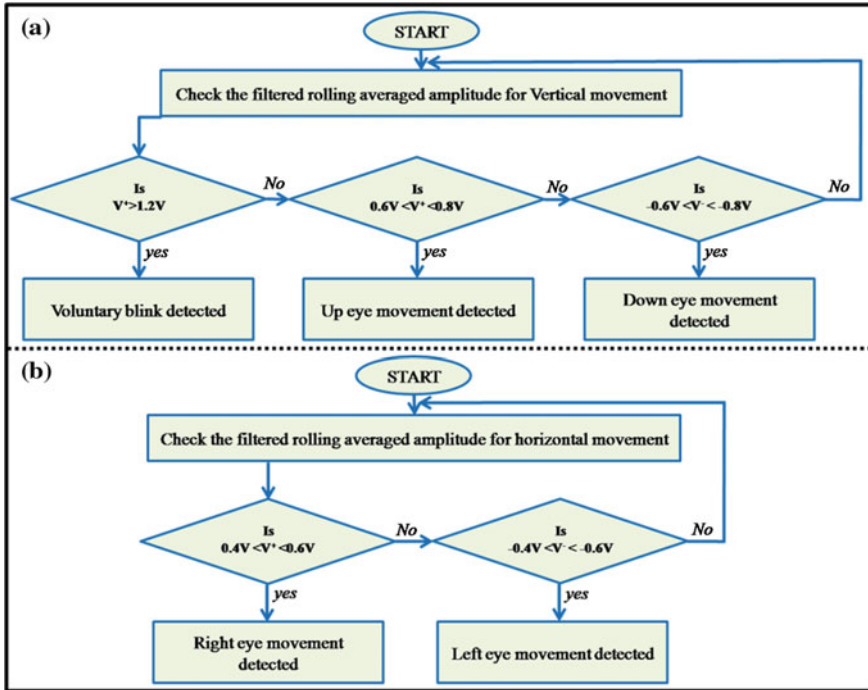 (a)
START
Check the filtered rolling averaged amplitude for Vertical movement
Is
V⁺>1.2V
No
Is
0.6V <V⁺ <0.8V
No
Is
-0.6V <V⁻ < -0.8V
No
yes
yes
yes
Voluntary blink detected
Up eye movement detected
Down eye movement
detected
(b)
START
Check the filtered rolling averaged amplitude for horizontal movement
Is
0.4V <V⁺ <0.6V
No
Is
-0.4V <V⁻ < -0.6V
No
yes
yes
Right eye movement
detected
Left eye movement detected